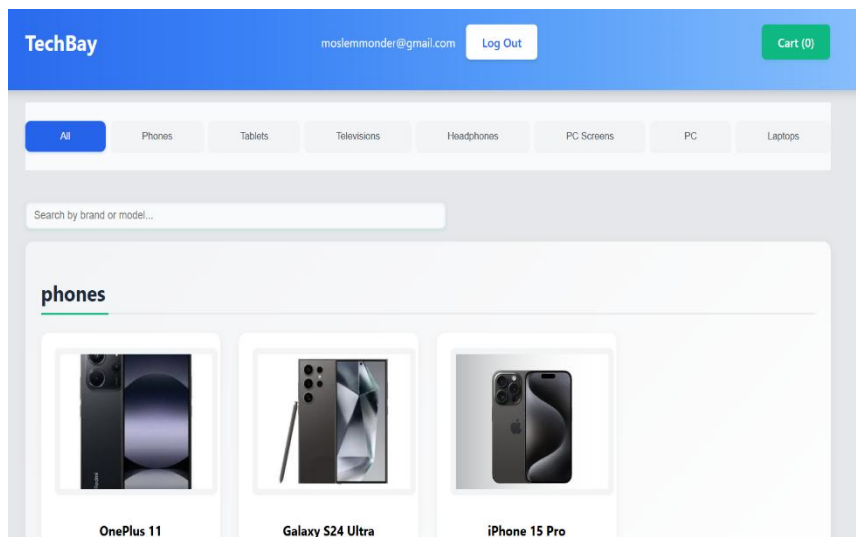 TechBay
moslemmonder@gmail.com
Log Out
Cart (0)
All
Phones
Tablets
Televisions
Headphones
PC Screens
PC
Laptops
Search by brand or model...
phones
OnePlus 11
Galaxy S24 Ultra
iPhone 15 Pro